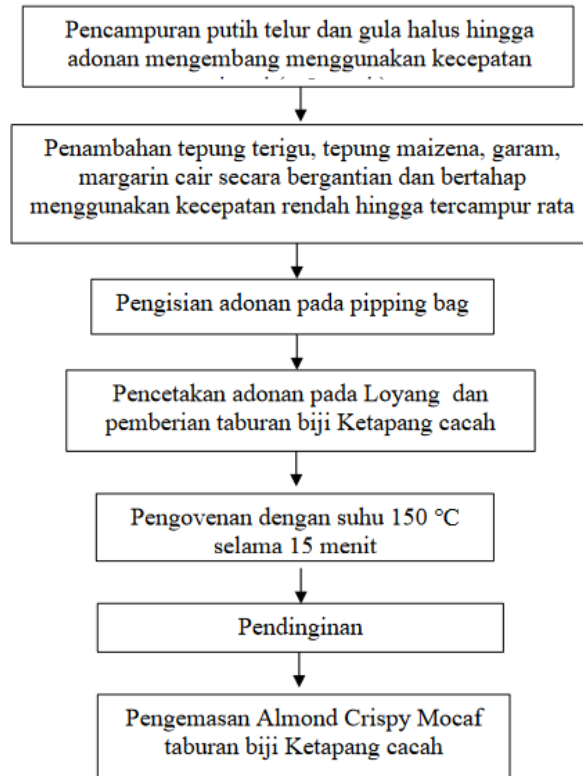 Pencampuran putih telur dan gula halus hingga
adonan mengembang menggunakan kecepatan
Penambahan tepung terigu, tepung maizena, garam,
margarin cair secara bergantian dan bertahap
menggunakan kecepatan rendah hingga tercampur rata
Pengisian adonan pada pipping bag
Pencetakan adonan pada Loyang dan
pemberian taburan biji Ketapang cacah
Pengovenan dengan suhu 150 °C
selama 15 menit
Pendinginan
Pengemasan Almond Crispy Mocaf
taburan biji Ketapang cacah